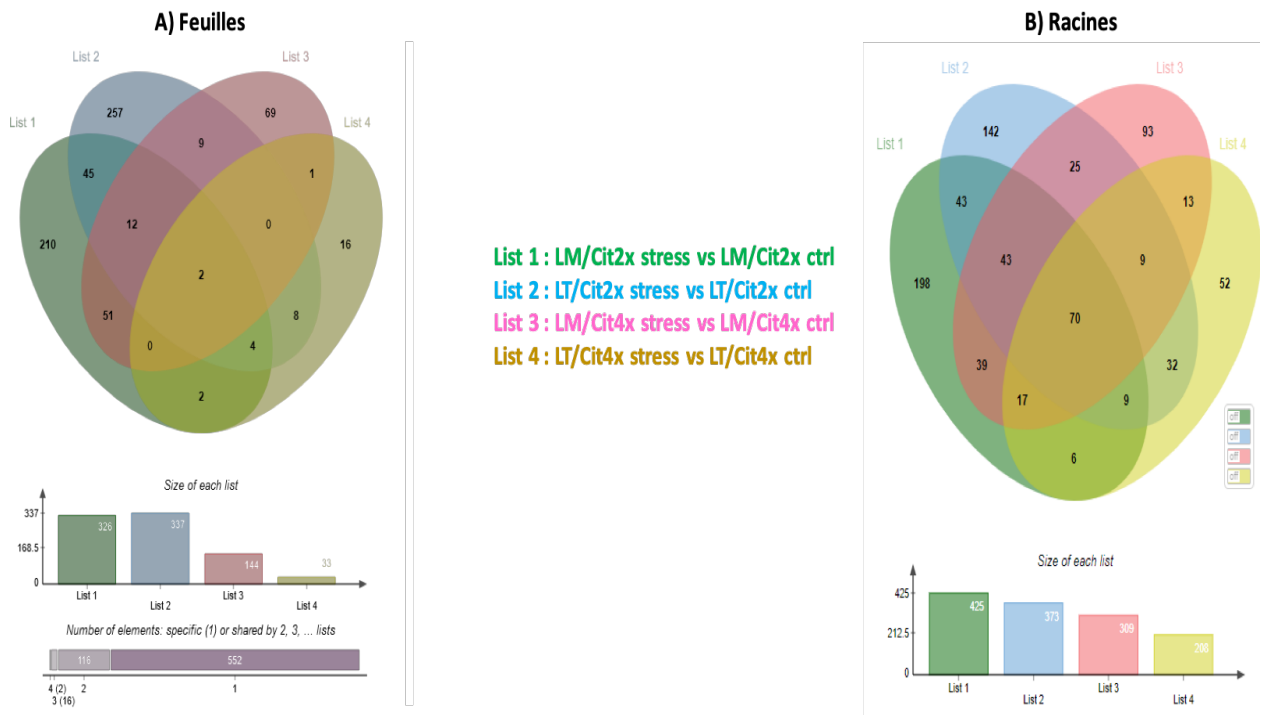 A) Feuilles
List 2
List 3
List 1
List 4
257
69
9
45
1
12
0
210
16
2
51
8
0
4
2
Size of each list
337
168.5
0
326
337
144
33
List 1
List 2
List 3
List 4
Number of elements: specific (1) or shared by 2, 3, ... lists
116
552
4 (2)
3 (16)
2
1
List 1 : LM/Cit2x stress vs LM/Cit2x ctrl
List 2 : LT/Cit2x stress vs LT/Cit2x ctrl
List 3 : LM/Cit4x stress vs LM/Cit4x ctrl
List 4 : LT/Cit4x stress vs LT/Cit4x ctrl
B) Racines
List 2
List 3
List 1
List 4
142
93
25
43
13
43
9
198
52
70
39
32
17
9
6
off
off
off
off
Size of each list
425
212.5
0
425
373
309
200
List 1
List 2
List 3
List 4